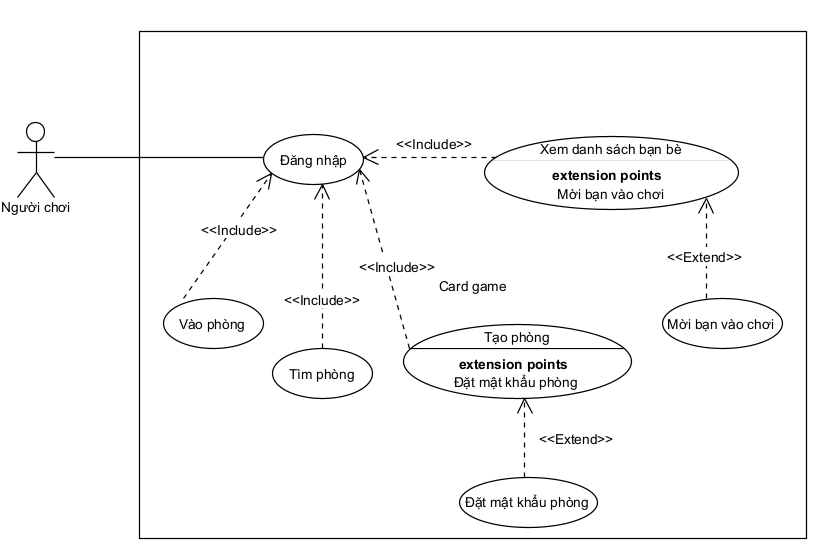 <<Include>>
Xem danh sách bạn bè
Đăng nhập
extension points
Mời bạn vào chơi
Người chơi
<<Include>>
<<Extend>>
<<Include>>
Card game
<<Include>>
Vào phòng
Mời bạn vào chơi
Tạo phòng
extension points
Tìm phòng
Đặt mật khẩu phòng
<<Extend>>
Đặt mật khẩu phòng